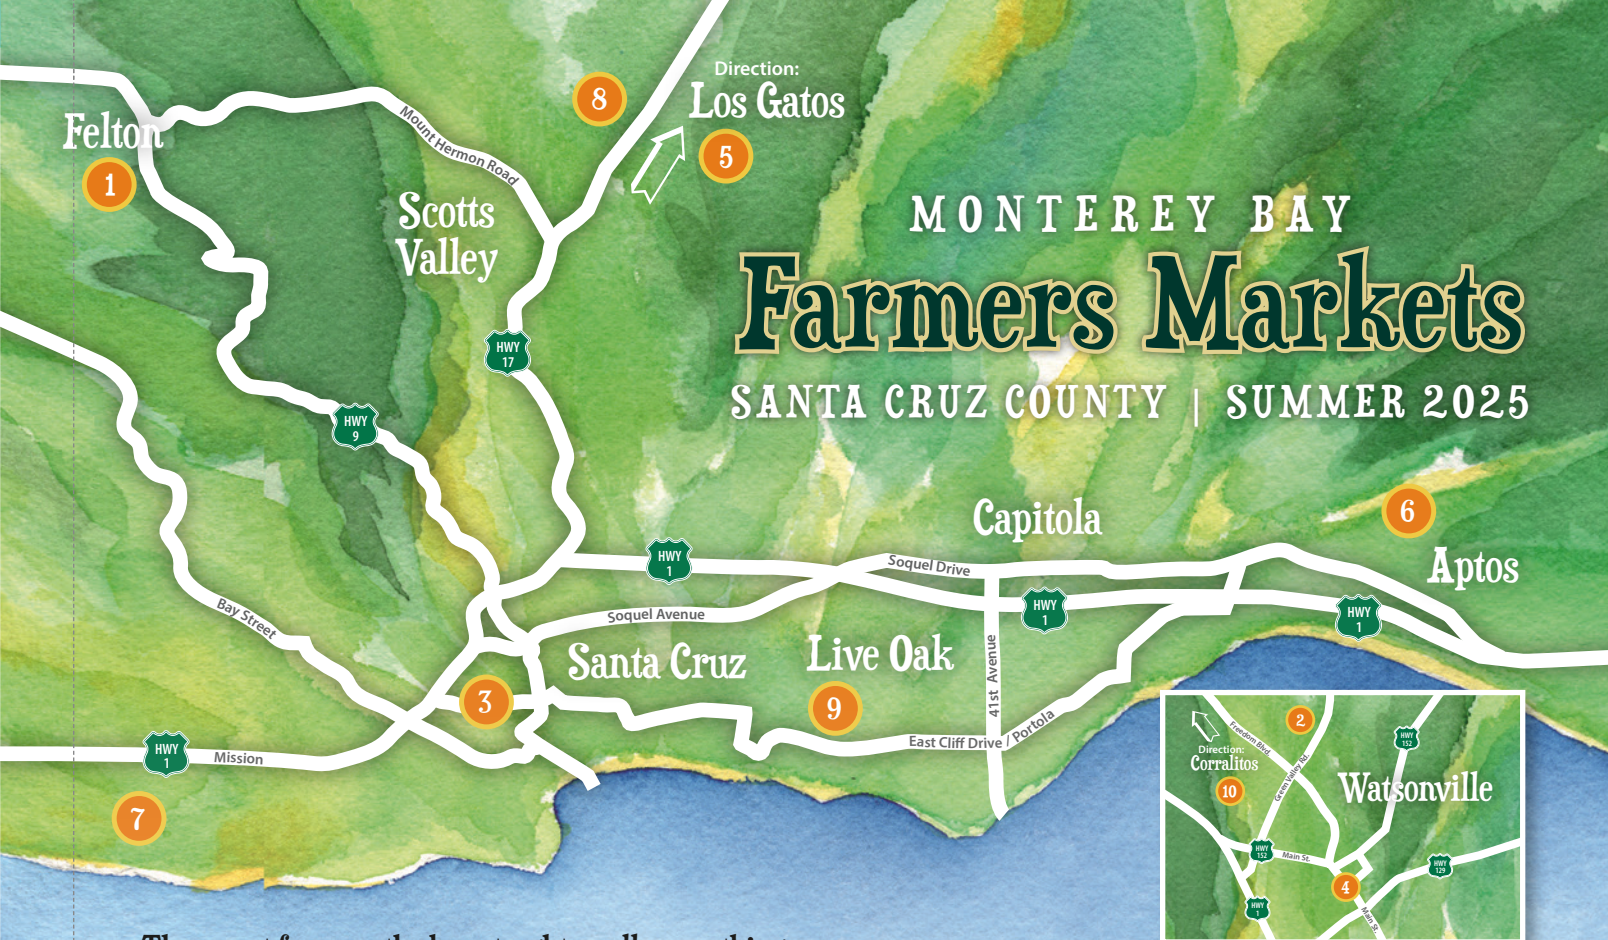 Direction:
Los Gatos
8
5
Felton
1
Mount Hermon Road
Scotts
Valley
MONTEREY BAY
Farmers Markets
SANTA CRUZ COUNTY | SUMMER 2025
HWY
17
HWY
9
Capitola
6
Aptos
HWY
1
Soquel Drive
HWY
1
HWY
1
Bay Street
Soquel Avenue
Santa Cruz
Live Oak
41st Avenue
3
9
East Cliff Drive / Portola
HWY
1
Mission
7
2
Freedom Blvd.
HWY
152
Direction:
Corralitos
Green Valley Rd.
Watsonville
10
HWY
152
Main St.
HWY
129
4
HWY
1
Main St.